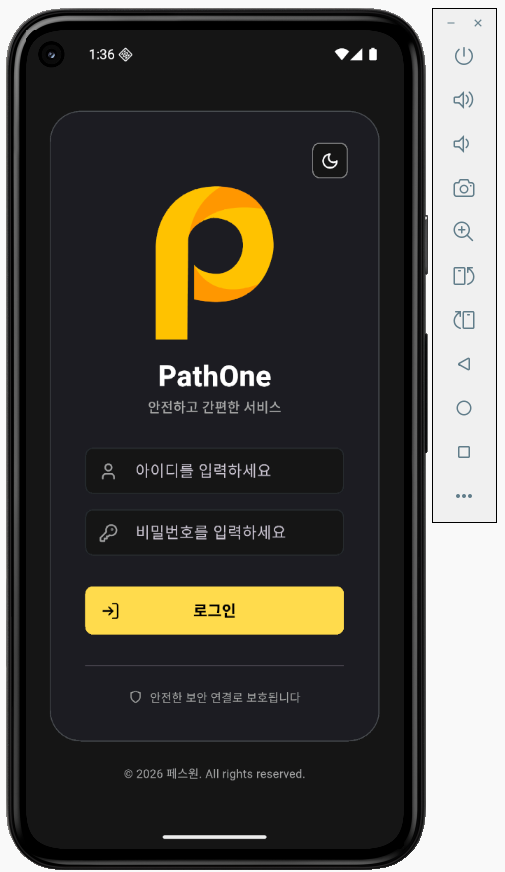 1:36
PathOne
안전하고 간편한 서비스
아이디를 입력하세요
비밀번호를 입력하세요
로그인
안전한 보안 연결로 보호됩니다
© 2026 페스원. All rights reserved.